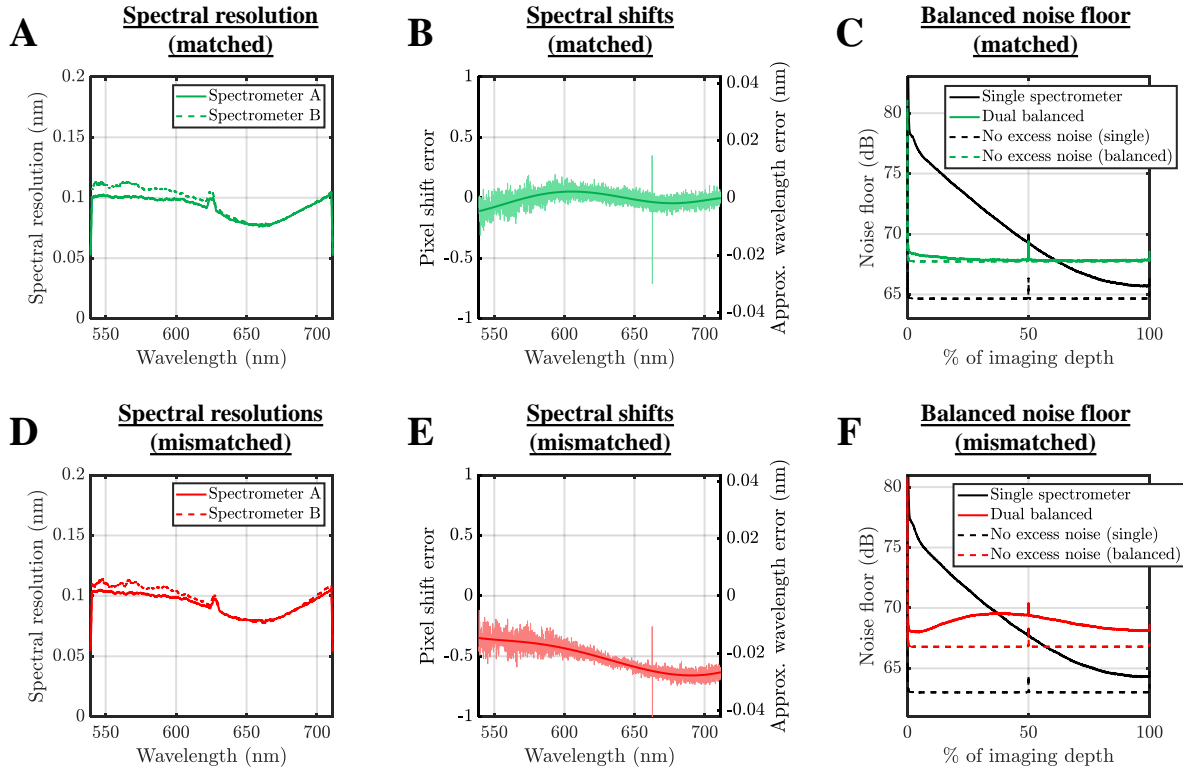 A
Spectral resolution
(matched)
Spectral resolution (nm)
0.2
0.15
0.1
0.05
0
Spectrometer A
Spectrometer B
550
600
650
700
Wavelength (nm)
B
Spectral shifts
(matched)
Pixel shift error
1
0.5
0
-0.5
-1
550
600
650
700
Wavelength (nm)
0.04
0.02
0
-0.02
-0.04
Approx. wavelength error (nm)
C
Balanced noise floor
(matched)
Noise floor (dB)
80
75
70
65
Single spectrometer
Dual balanced
No excess noise (single)
No excess noise (balanced)
0
50
100
% of imaging depth
D
Spectral resolutions
(mismatched)
Spectral resolution (nm)
0.2
0.15
0.1
0.05
0
Spectrometer A
Spectrometer B
550
600
650
700
Wavelength (nm)
E
Spectral shifts
(mismatched)
Pixel shift error
1
0.5
0
-0.5
-1
550
600
650
700
Wavelength (nm)
0.04
0.02
0
-0.02
-0.04
Approx. wavelength error (nm)
F
Balanced noise floor
(mismatched)
Noise floor (dB)
80
75
70
65
Single spectrometer
Dual balanced
No excess noise (single)
No excess noise (balanced)
0
50
100
% of imaging depth